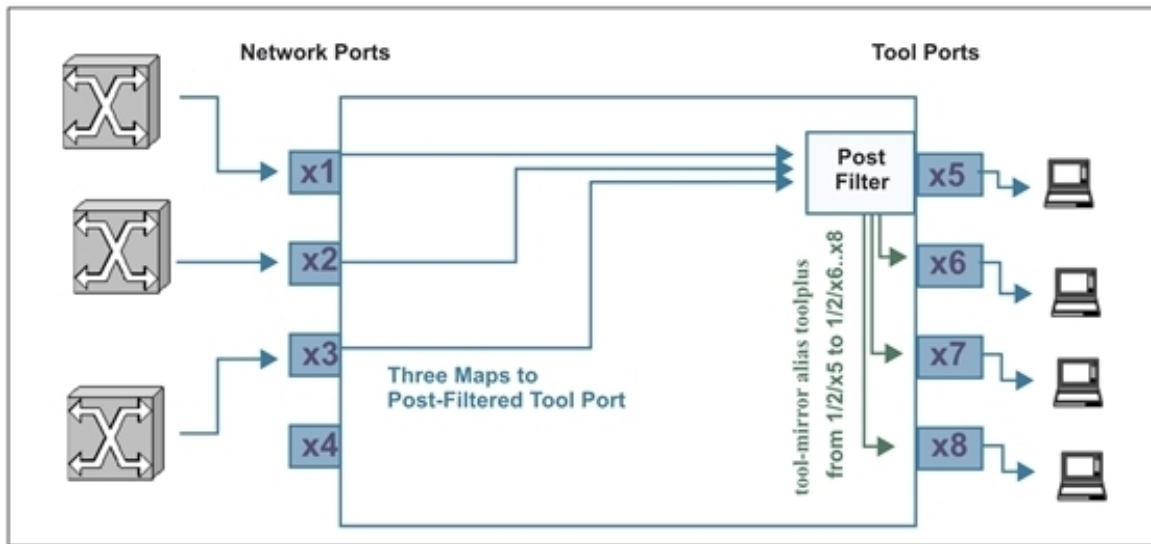 Network Ports
Tool Ports
x1
x2
x3
x4
Three Maps to
Post-Filtered Tool Port
Post
Filter
tool-mirror alias toolplus
from 1/2/x5 to 1/2/x6..x8
x5
x6
x7
x8